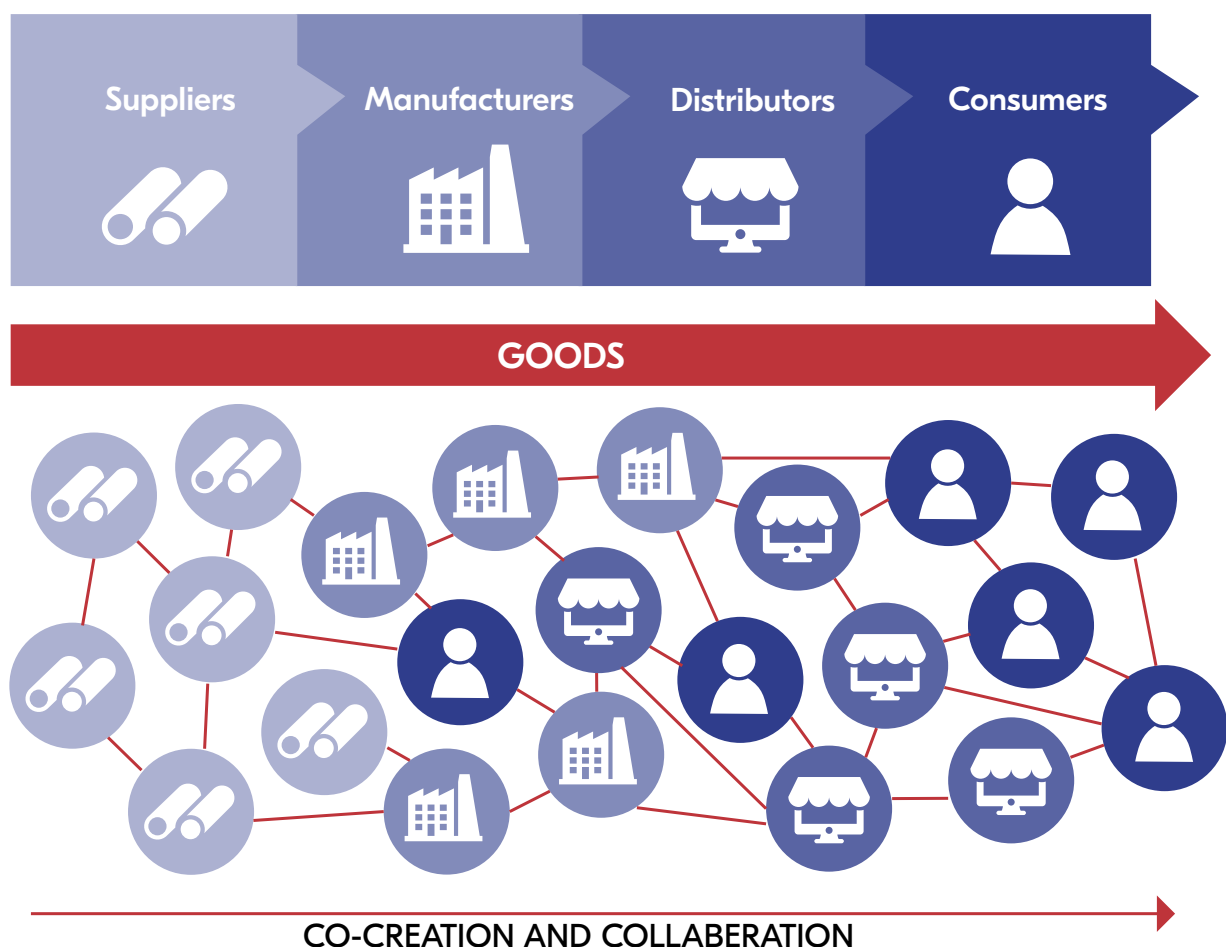 Suppliers
Manufacturers
Distributors
Consumers
GOODS
CO-CREATION AND COLLABERATION